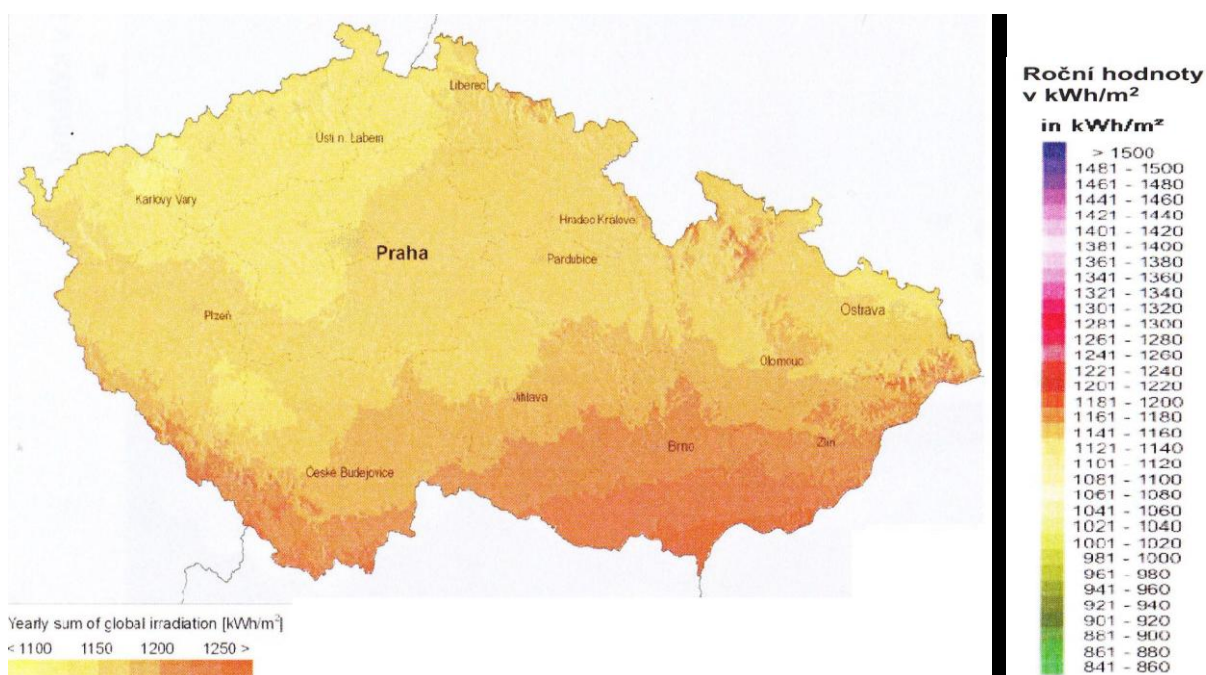 Liberec
Usti n. Labem
Karlovy Vary
Hradec Kralove
Praha
Pardubice
Plzeň
Ostrava
Olomouc
Jihlava
Brno
Zlin
České Budejovice
Yearly sum of global irradiation [kWh/m²]
< 1100 1150 1200 1250 >
Roční hodnoty
v kWh/m²
in kWh/m²
> 1500
1481 - 1500
1461 - 1480
1441 - 1460
1421 - 1440
1401 - 1420
1381 - 1400
1361 - 1380
1341 - 1360
1321 - 1340
1301 - 1320
1281 - 1300
1261 - 1280
1241 - 1260
1221 - 1240
1201 - 1220
1181 - 1200
1161 - 1180
1141 - 1160
1121 - 1140
1101 - 1120
1081 - 1100
1061 - 1080
1041 - 1060
1021 - 1040
1001 - 1020
981 - 1000
961 - 980
941 - 960
921 - 940
901 - 920
881 - 900
861 - 880
841 - 860